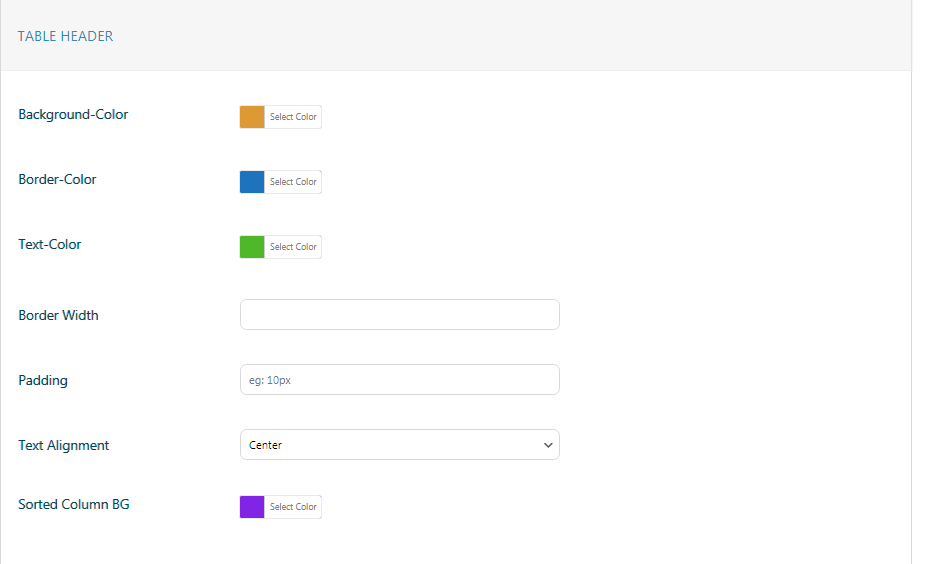 TABLE HEADER
Background-Color Select Color
Border-Color Select Color
Text-Color Select Color
Border Width
Padding eg: 10px
Text Alignment Center
Sorted Column BG Select Color